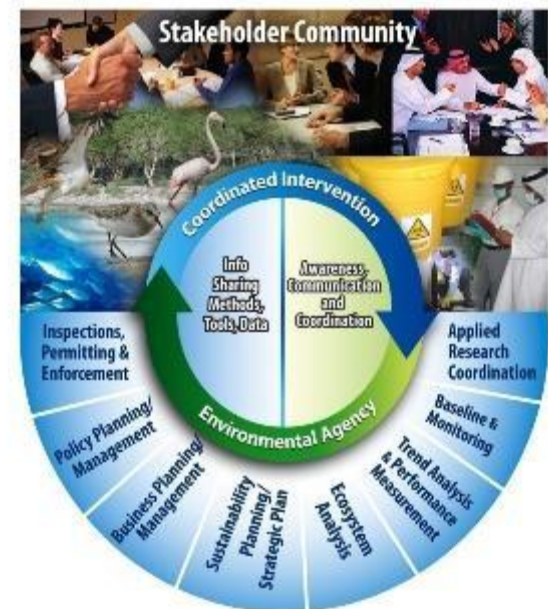 Stakeholder Community
Coordinated Intervention
Info
Sharing
Methods,
Tools, Data
Awareness,
Communication
and
Coordination
Environmental Agency
Inspections,
Permitting &
Enforcement
Policy Planning/
Management
Business Planning/
Management
Sustainability
Planning/
Strategic Plan
Ecosystem
Analysis
Trend Analysis
& Performance
Measurement
Baseline &
Monitoring
Applied
Research
Coordination